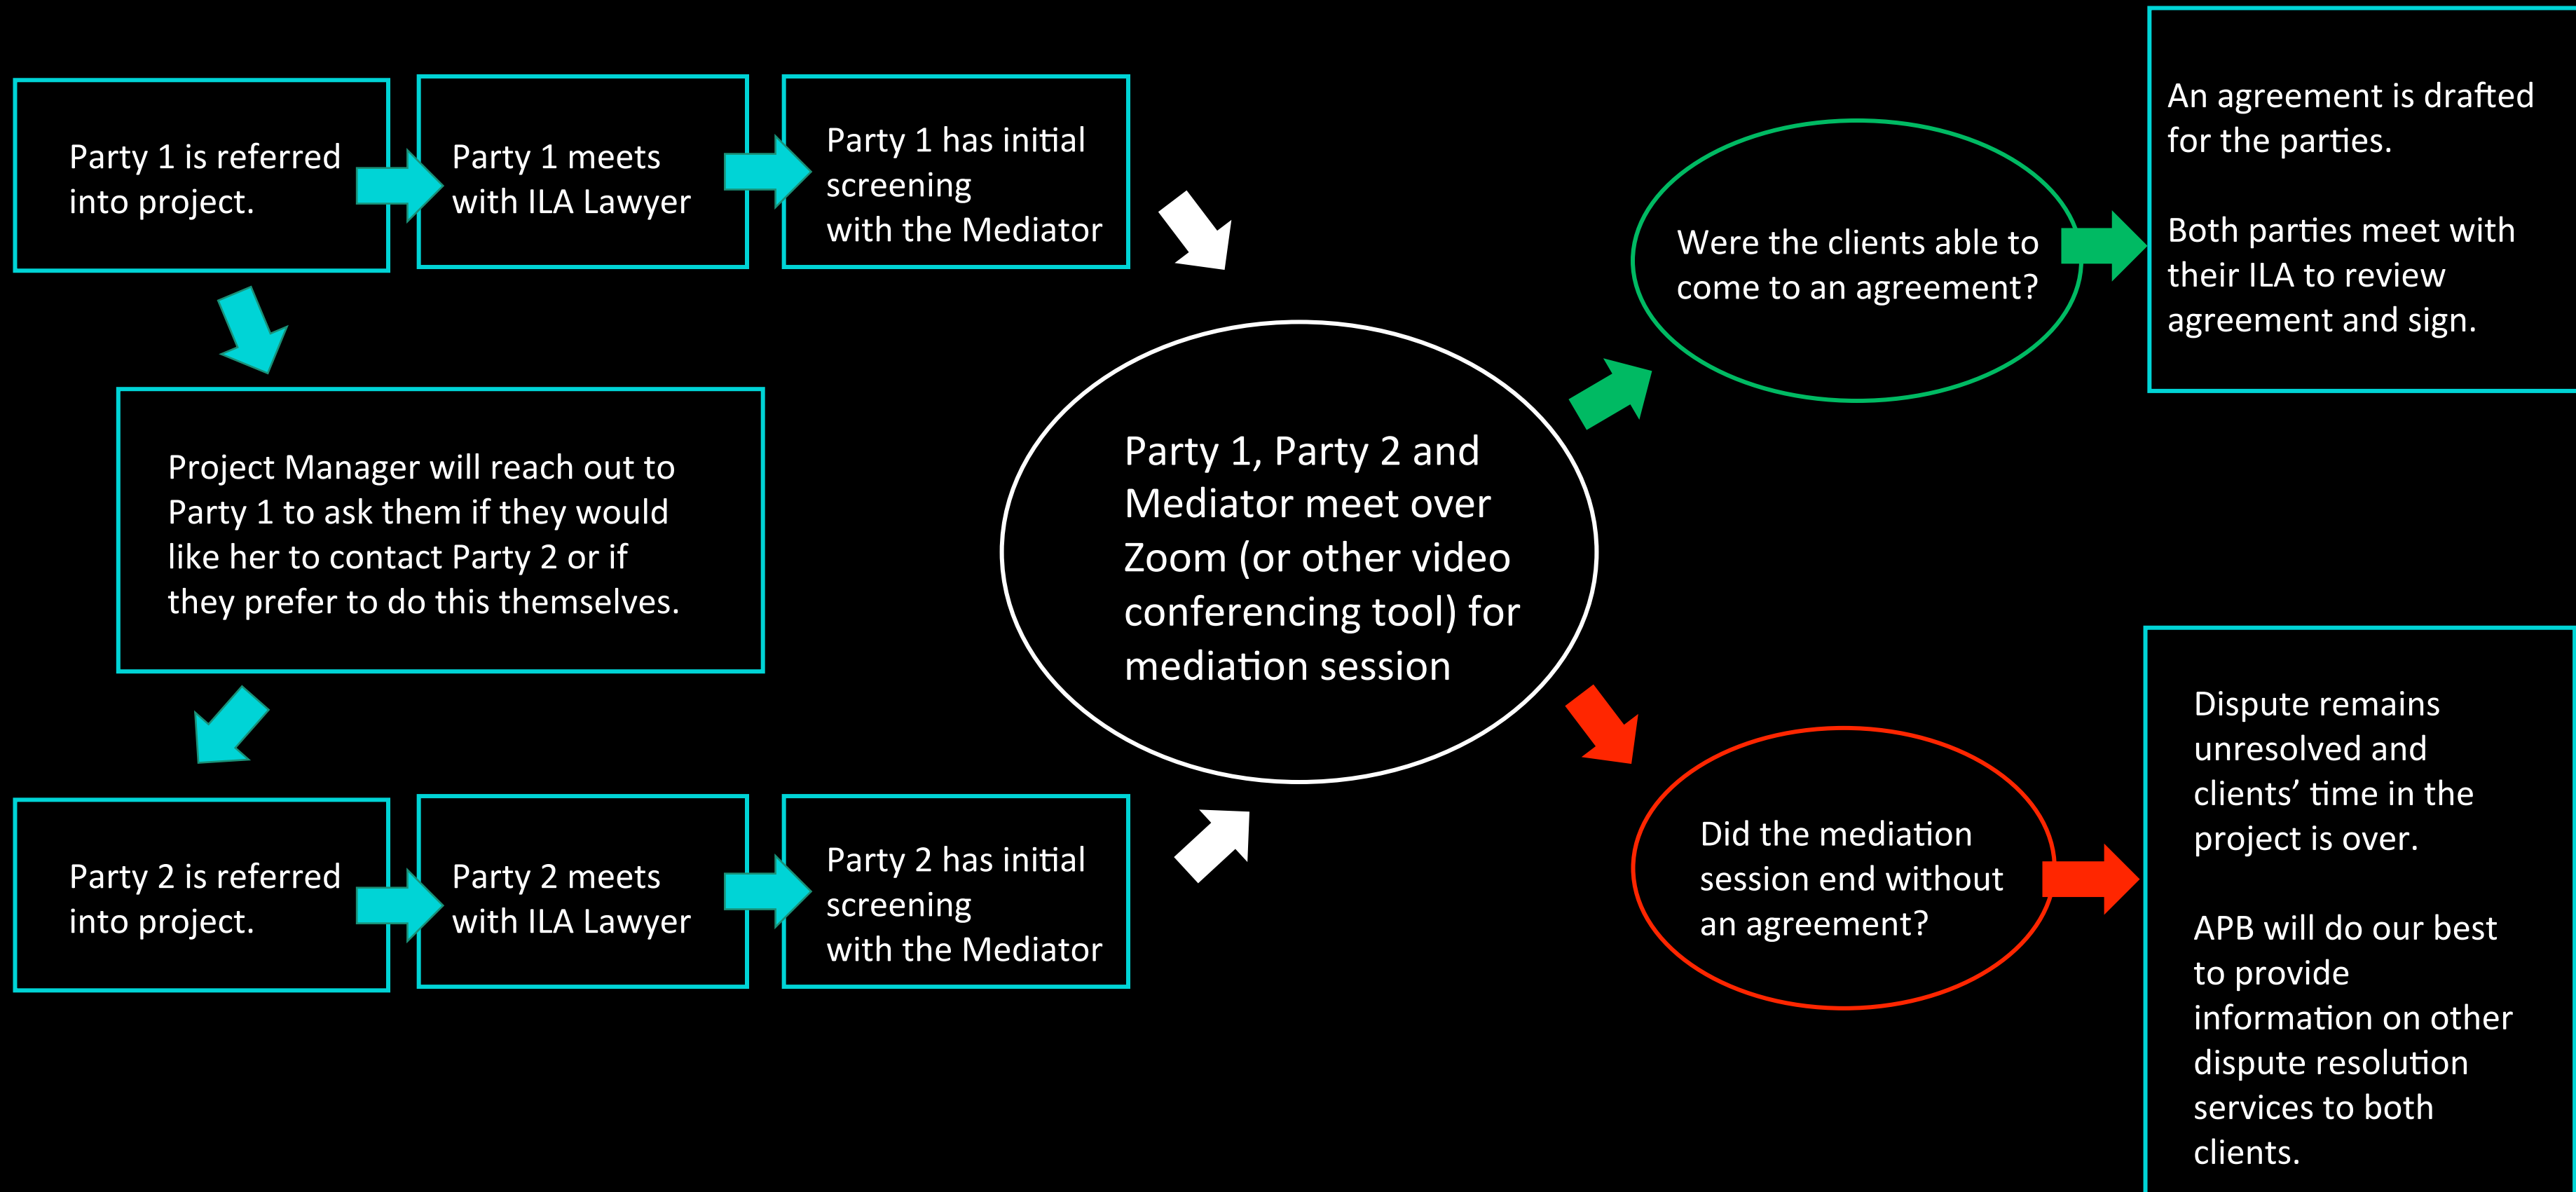 Party 1 is referred
into project.
Party 1 meets
with ILA Lawyer
Party 1 has initial
screening
with the Mediator
Project Manager will reach out to
Party 1 to ask them if they would
like her to contact Party 2 or if
they prefer to do this themselves.
Party 2 is referred
into project.
Party 2 meets
with ILA Lawyer
Party 2 has initial
screening
with the Mediator
Party 1, Party 2 and
Mediator meet over
Zoom (or other video
conferencing tool) for
mediation session
Were the clients able to
come to an agreement?
An agreement is drafted
for the parties.
Both parties meet with
their ILA to review
agreement and sign.
Did the mediation
session end without
an agreement?
Dispute remains
unresolved and
clients’ time in the
project is over.
APB will do our best
to provide
information on other
dispute resolution
services to both
clients.